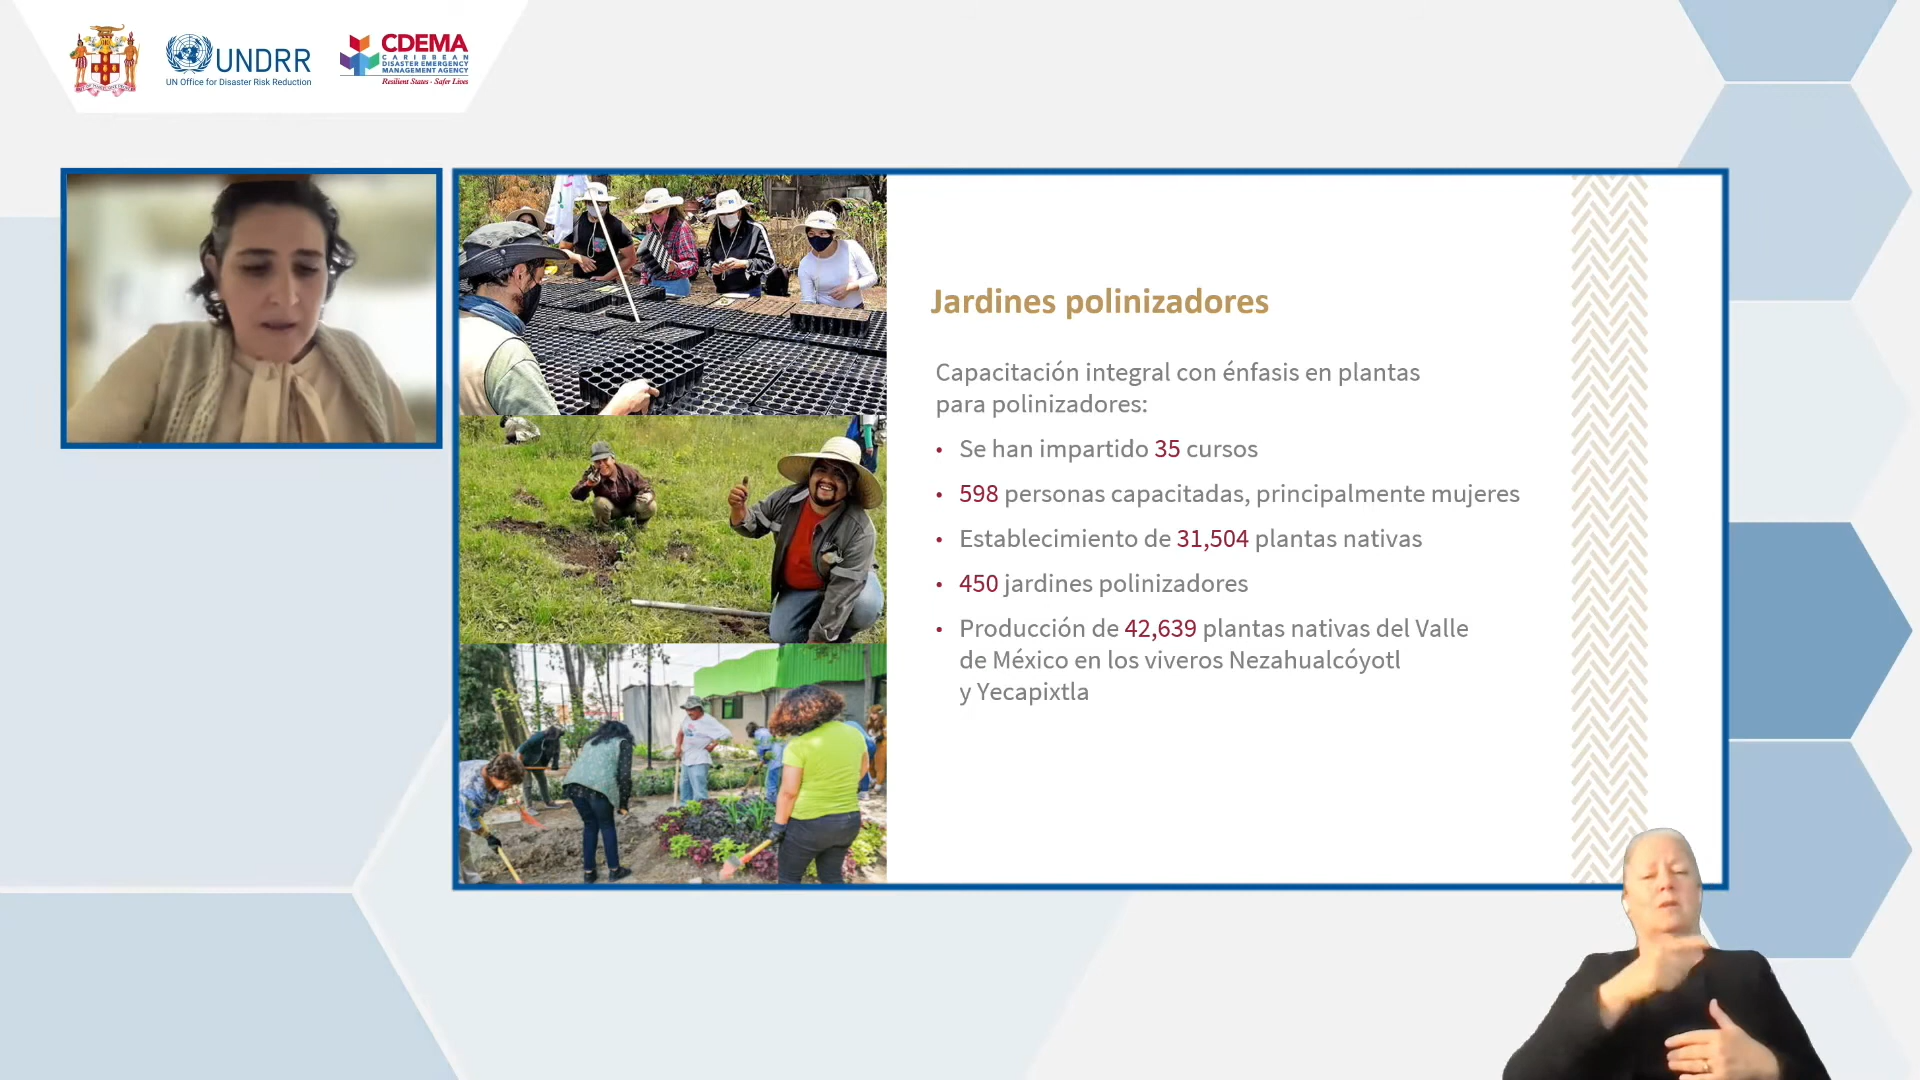 UNDRR
UN Office for Disaster Risk Reduction
CDEMA
CARIBBEAN
DISASTER EMERGENCY
MANAGEMENT AGENCY
Resilient States - Safer Lives
Jardines polinizadores
Capacitación integral con énfasis en plantas
para polinizadores:
• Se han impartido 35 cursos
• 598 personas capacitadas, principalmente mujeres
• Establecimiento de 31,504 plantas nativas
• 450 jardines polinizadores
• Producción de 42,639 plantas nativas del Valle
de México en los viveros Nezahualcóyotl
y Yecapixtla